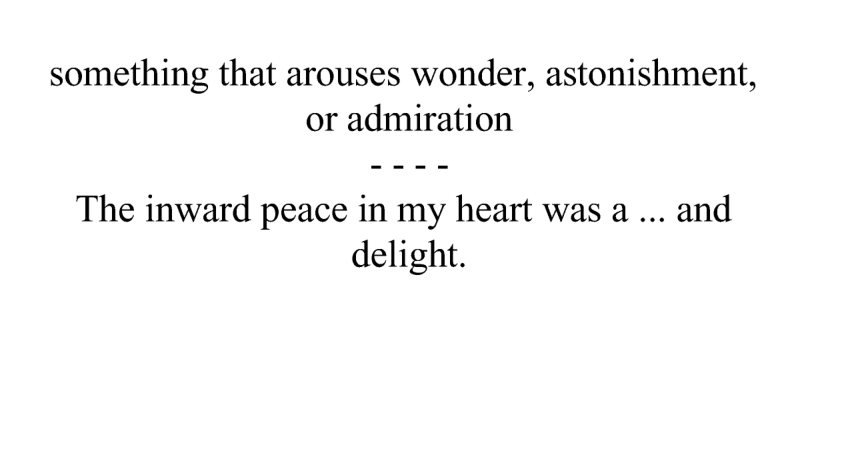 something that arouses wonder, astonishment,
or admiration
- - - -
The inward peace in my heart was a ... and
delight.